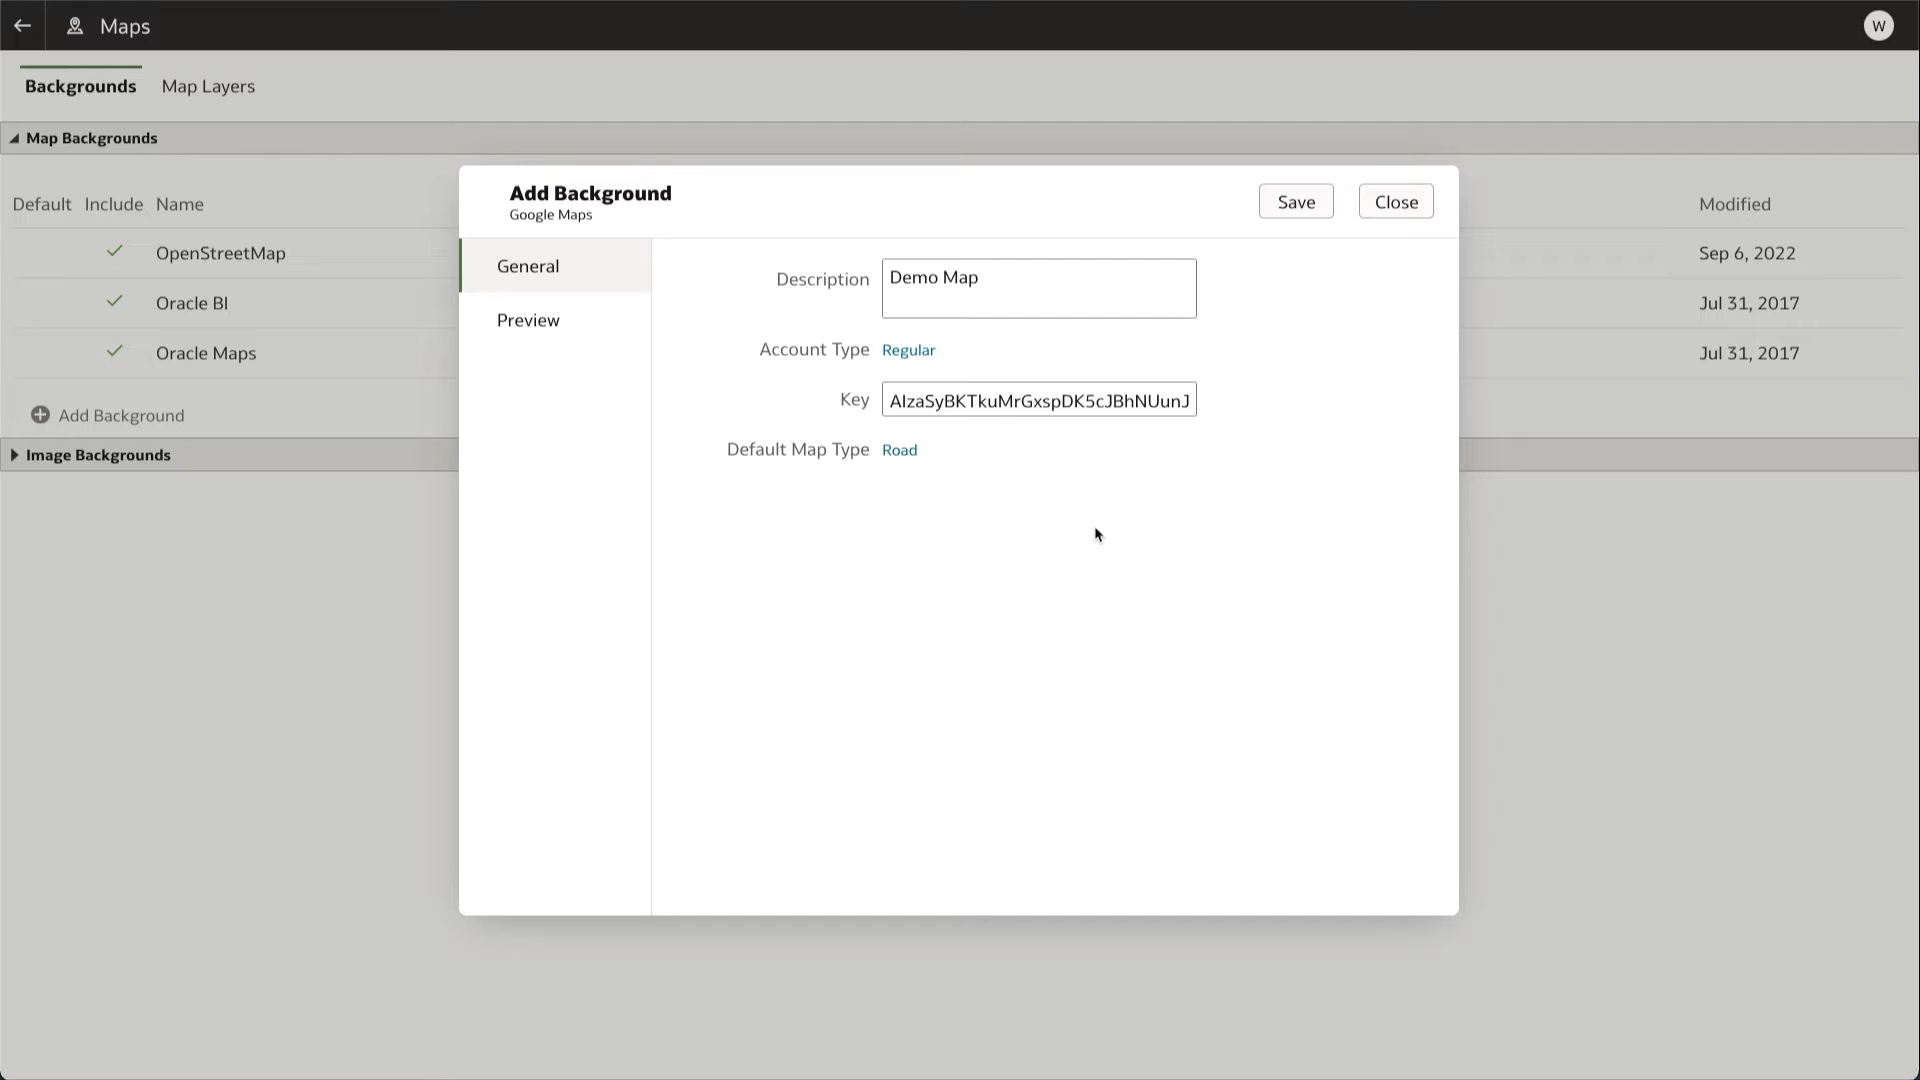 Maps
W
Backgrounds Map Layers
Map Backgrounds
Default Include Name Modified
OpenStreetMap Sep 6, 2022
Oracle BI Jul 31, 2017
Oracle Maps Jul 31, 2017
Add Background
Image Backgrounds
Add Background
Google Maps
Save Close
General
Preview
Description Demo Map
Account Type Regular
Key AIzaSyBKTkuMrGxspDK5cJBhNUunJ
Default Map Type Road